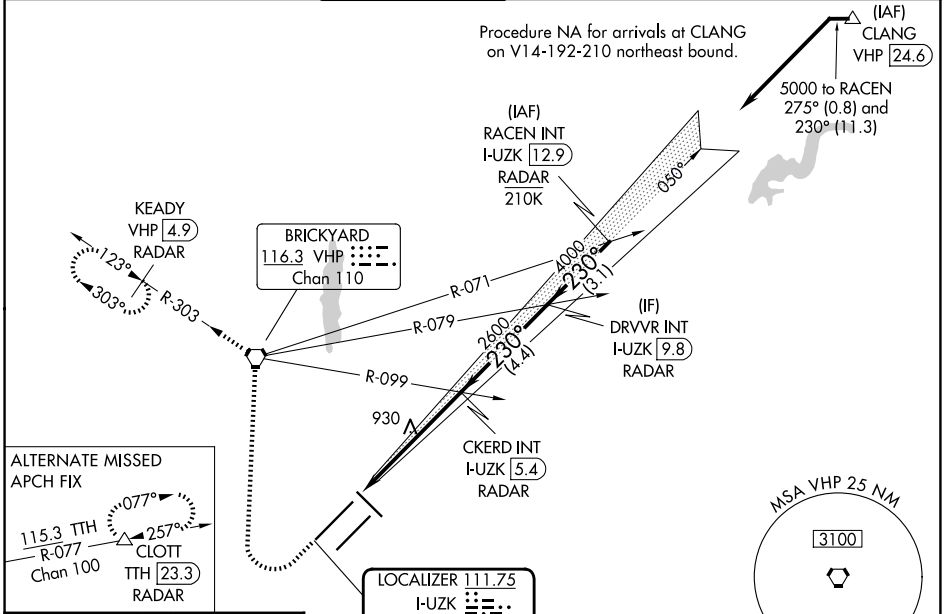 Procedure NA for arrivals at CLANG
on V14-192-210 northeast bound.
(IAF)
CLANG
VHP 24.6
5000 to RACEN
275° (0.8) and
230° (11.3)
(IAF)
RACEN INT
I-UZK 12.9
RADAR
210K
050°
KEADY
VHP 4.9
RADAR
123°
303°
R-303
BRICKYARD
116.3 VHP
Chan 110
R-071
R-079
R-099
4000
230°
(3.1)
2600
230°
(4.4)
(IF)
DRVVR INT
I-UZK 9.8
RADAR
930
CKERD INT
I-UZK 5.4
RADAR
ALTERNATE MISSED
APCH FIX
077°
257°
115.3 TTH
R-077
Chan 100
CLOTT
TTH 23.3
RADAR
LOCALIZER 111.75
I-UZK
MSA VHP 25 NM
3100